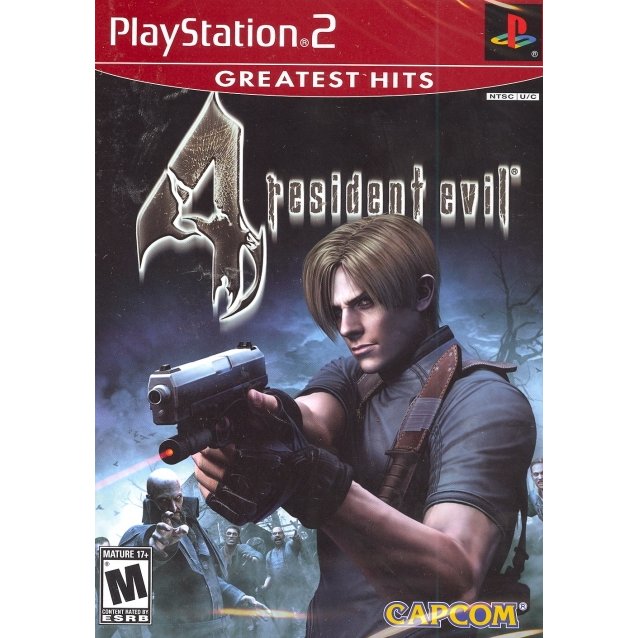 PlayStation®2
®
GREATEST HITS
NTSC U/C
4
resident evil®
MATURE 17+
M
®
CONTENT RATED BY
ESRB
CAPCOM®